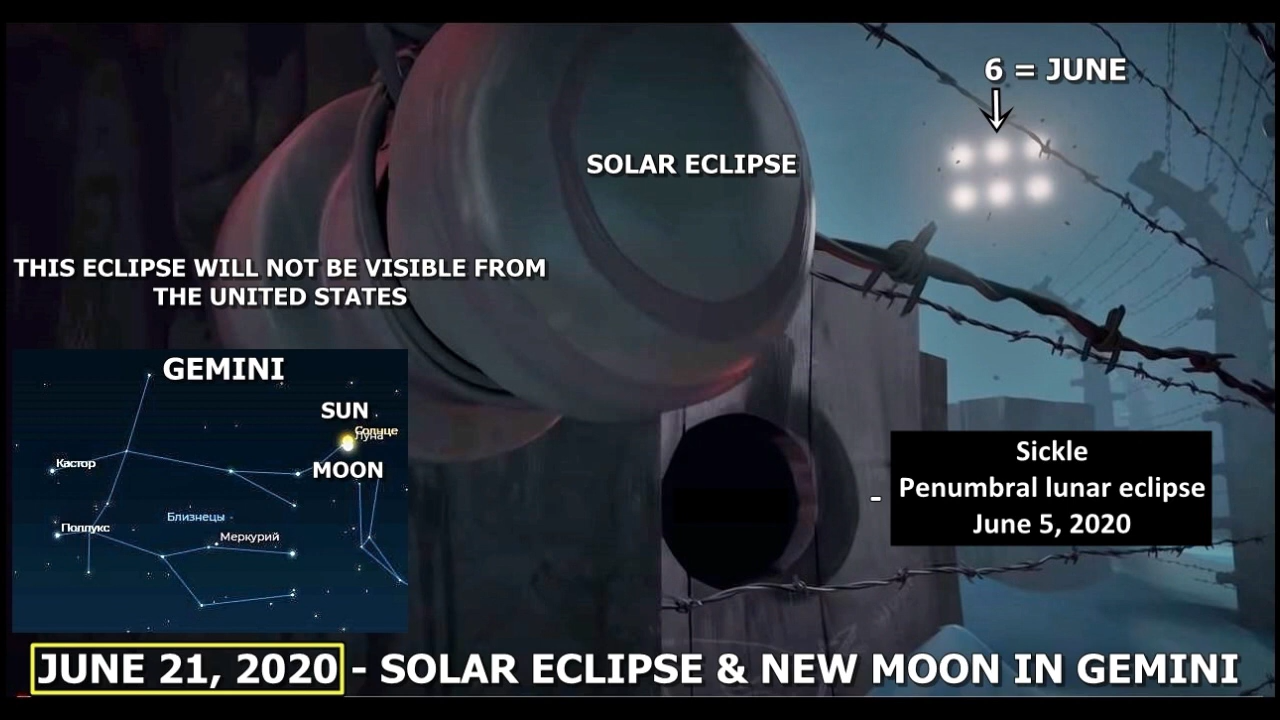 6 = JUNE
SOLAR ECLIPSE
THIS ECLIPSE WILL NOT BE VISIBLE FROM
THE UNITED STATES
GEMINI
SUN
Солнце
Луна
MOON
Кастор
Близнецы
Поллукс
Меркурий
Sickle
- Penumbral lunar eclipse
June 5, 2020
JUNE 21, 2020 - SOLAR ECLIPSE & NEW MOON IN GEMINI